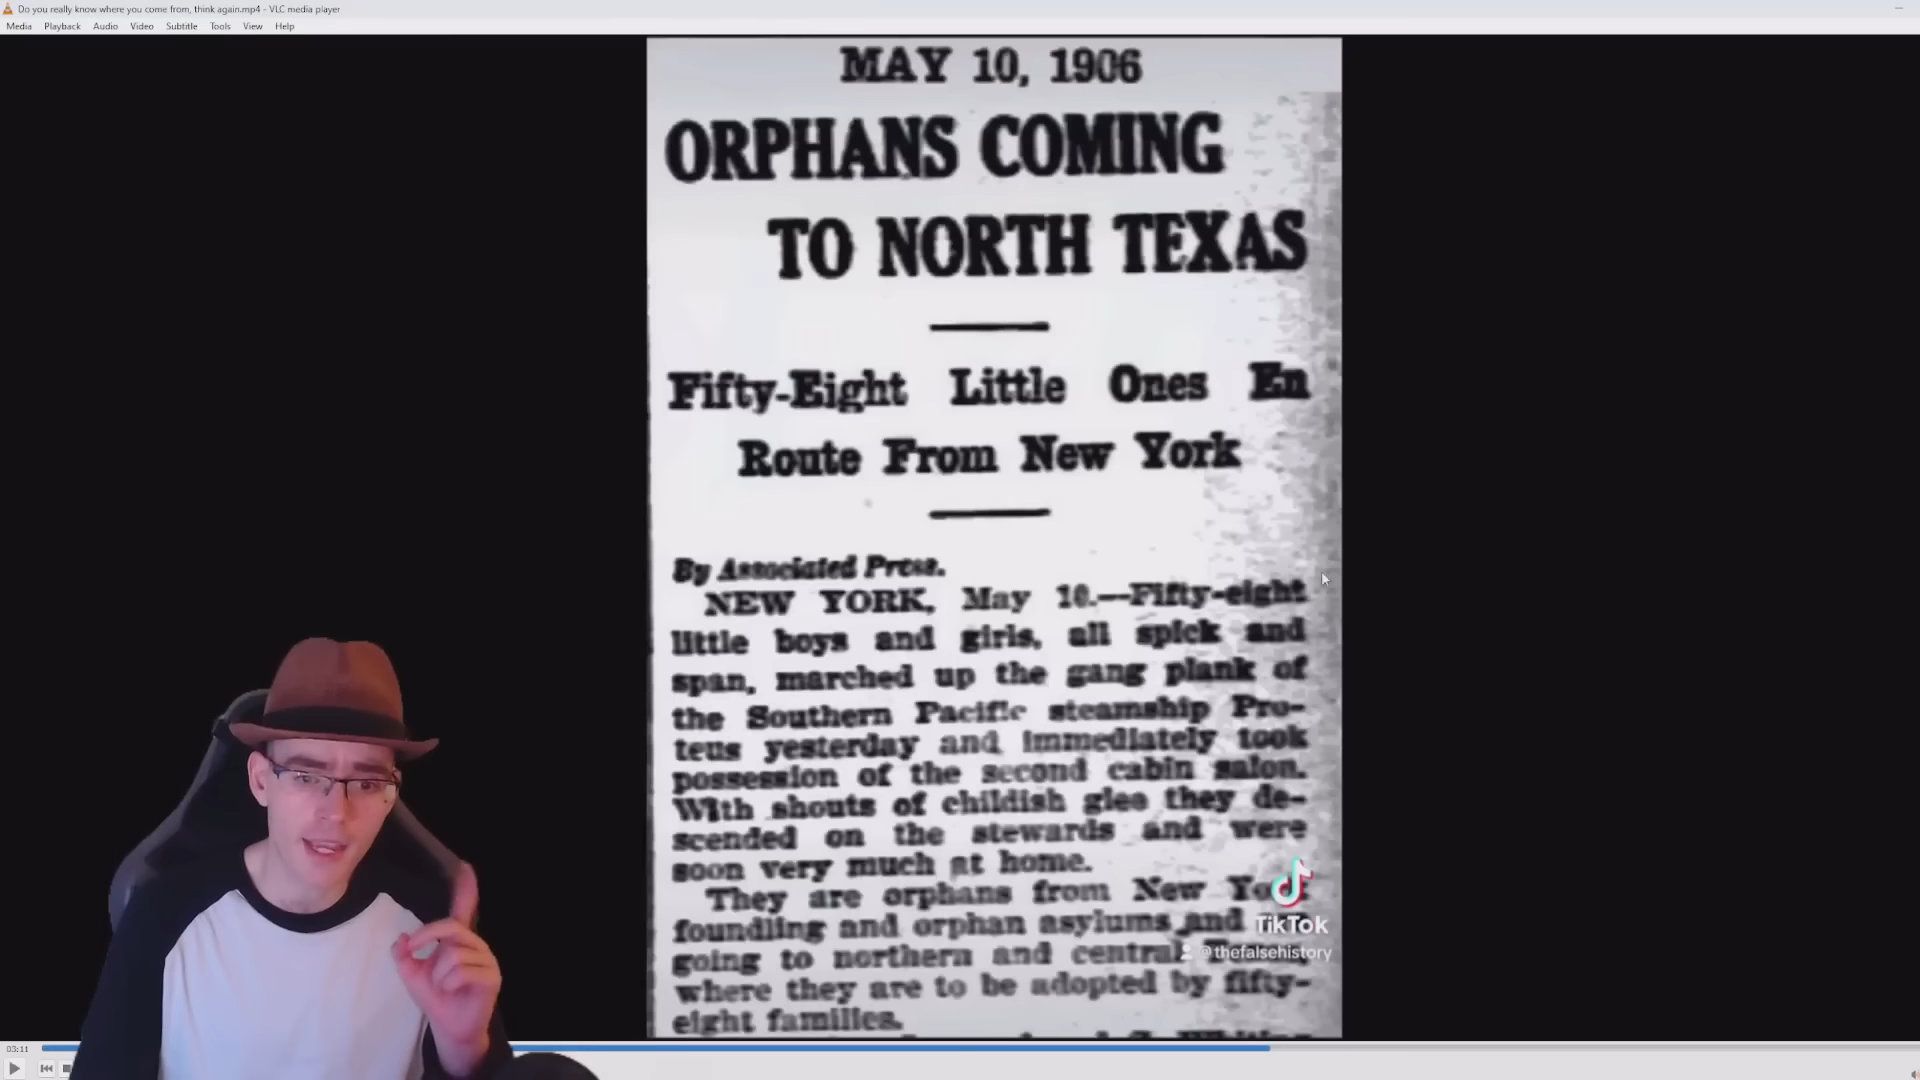 Do you really know where you come from, think again.mp4 - VLC media player
Media Playback Audio Video Subtitle Tools View Help
MAY 10, 1906
ORPHANS COMING
TO NORTH TEXAS
Fifty-Eight Little Ones En
Route From New York
By Associated Press.
NEW YORK, May 10.—Fifty-eight
little boys and girls, all spick and
span, marched up the gang plank of
the Southern Pacific steamship Pro-
teus yesterday and immediately took
possession of the second cabin salon.
With shouts of childish glee they de-
scended on the stewards and were
soon very much at home.
They are orphans from New
foundling and orphan asylums and
going to northern and central
where they are to be adopted by fifty-
eight families.
TikTok
@thefalsehistory
03:11